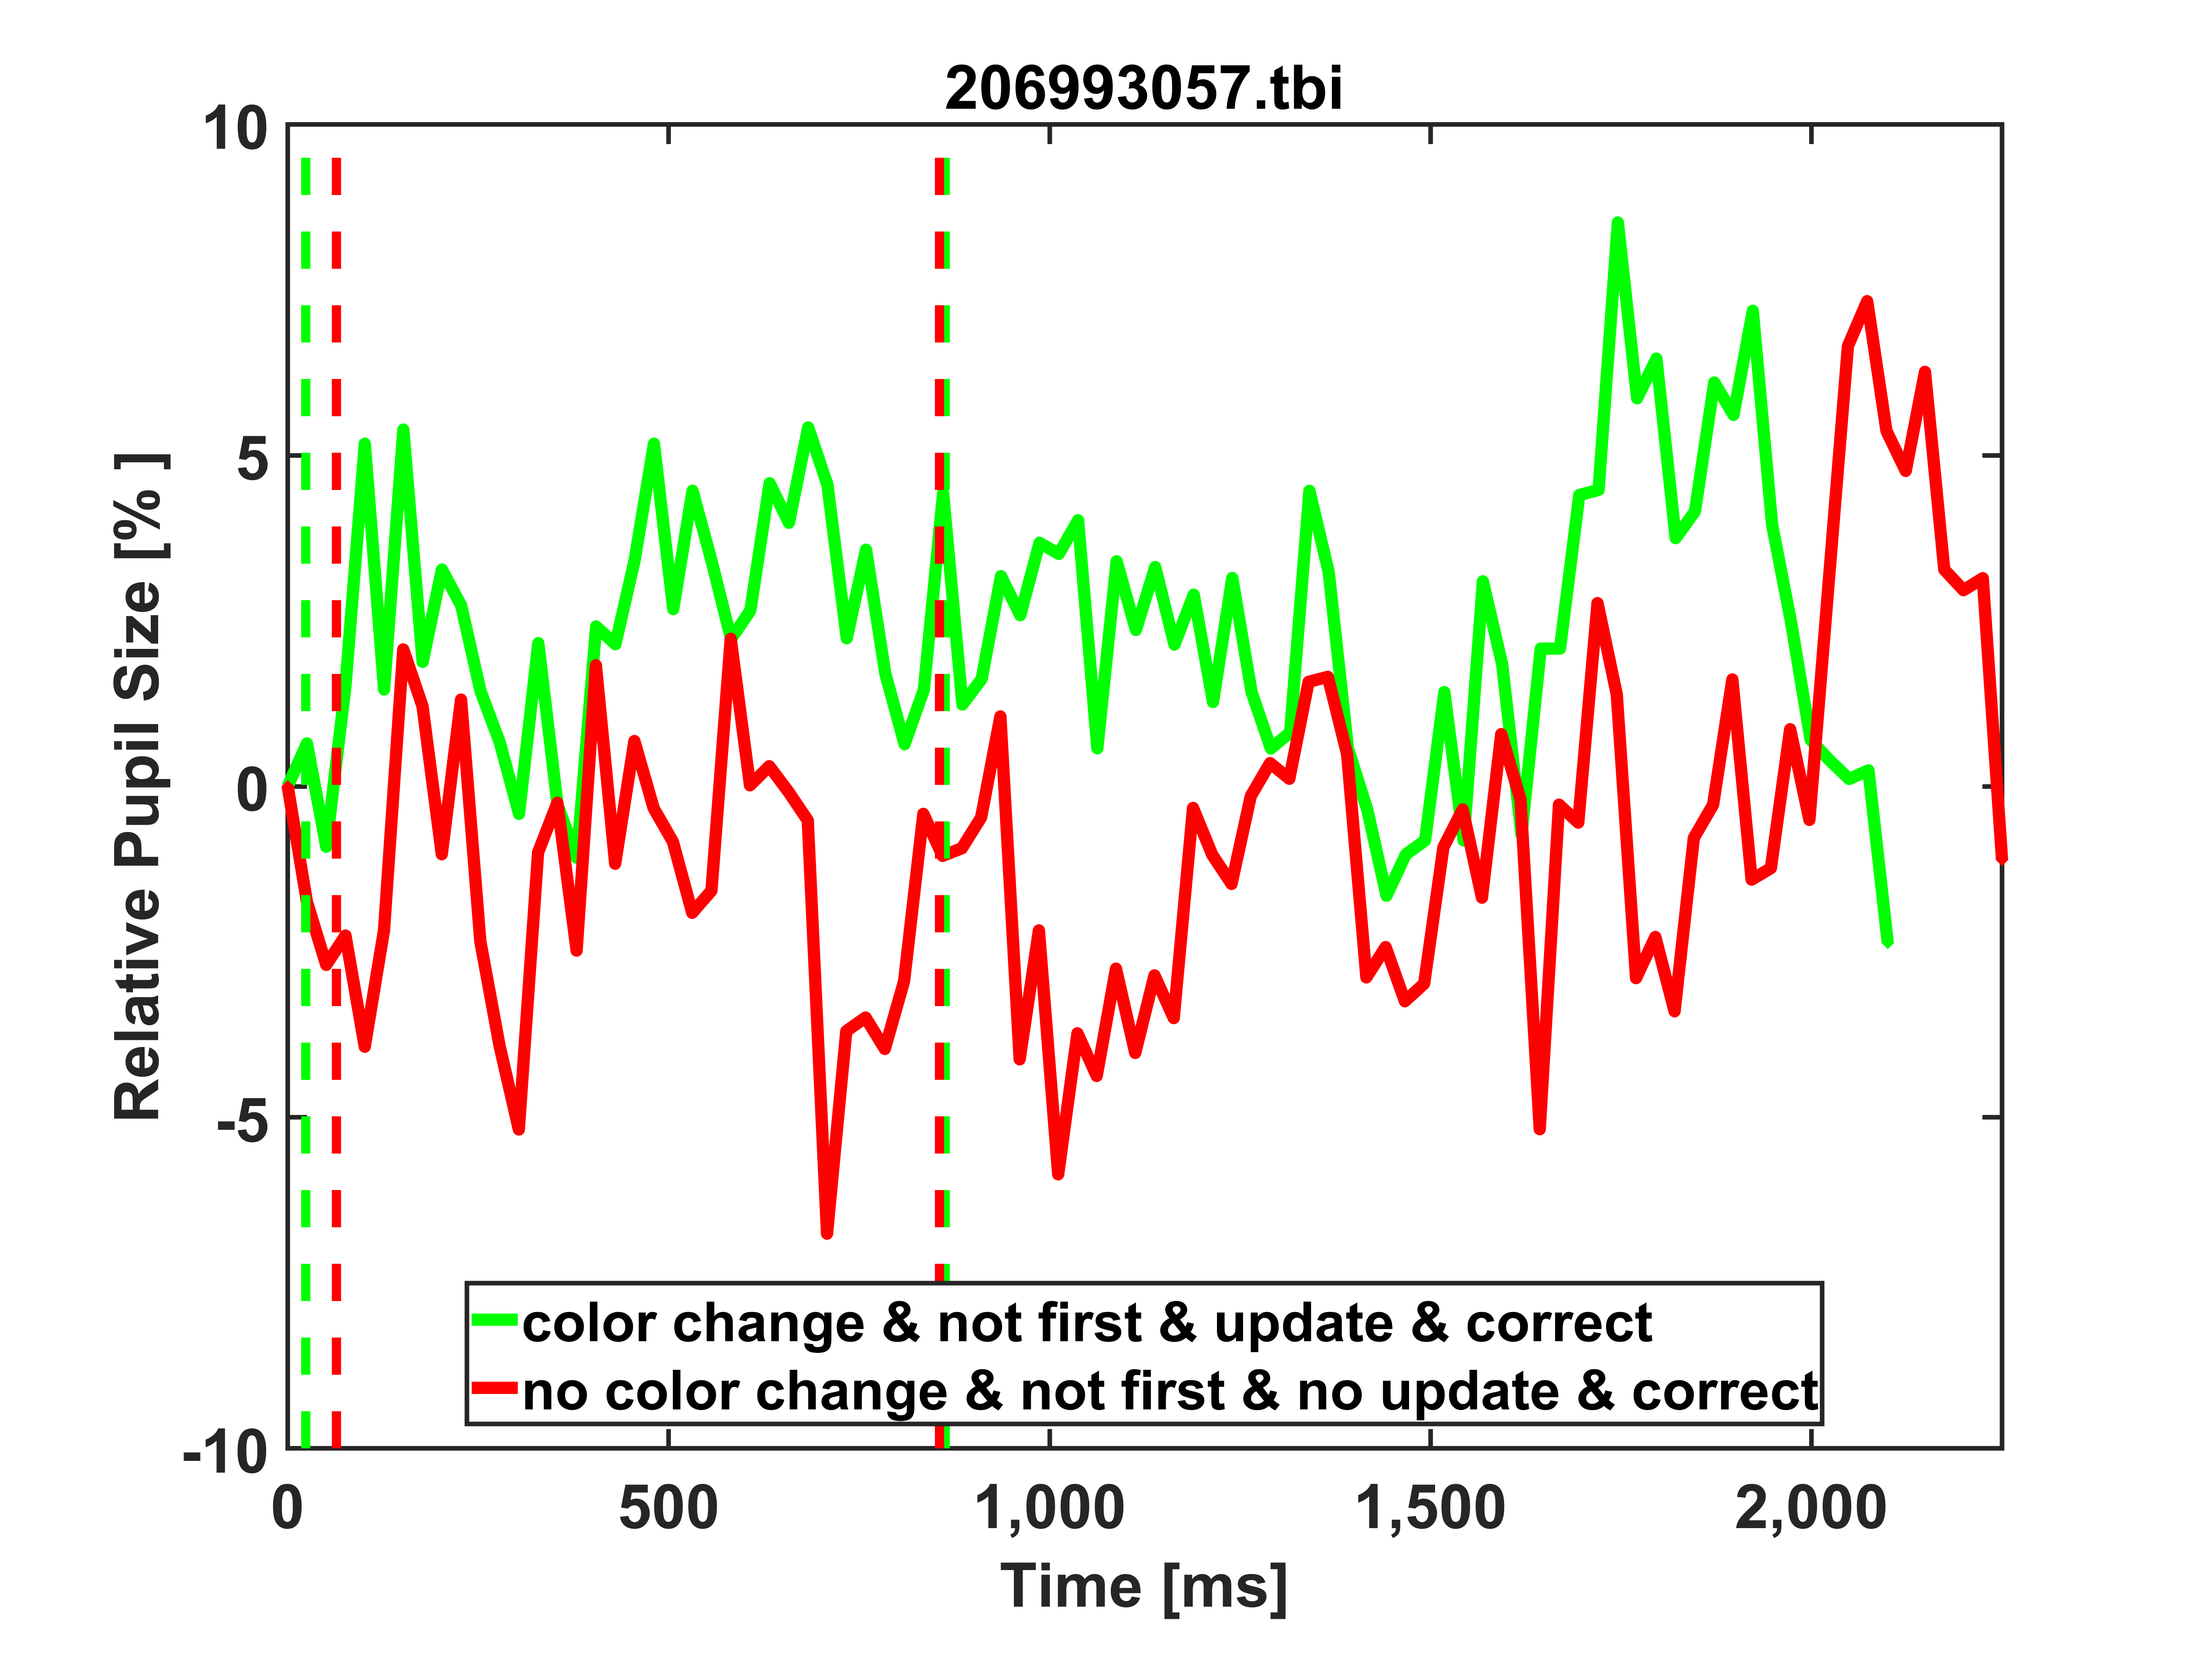 206993057.tbi
10
5
0
-5
-10
Relative Pupil Size [% ]
color change & not first & update & correct
no color change & not first & no update & correct
0
500
1,000
1,500
2,000
Time [ms]